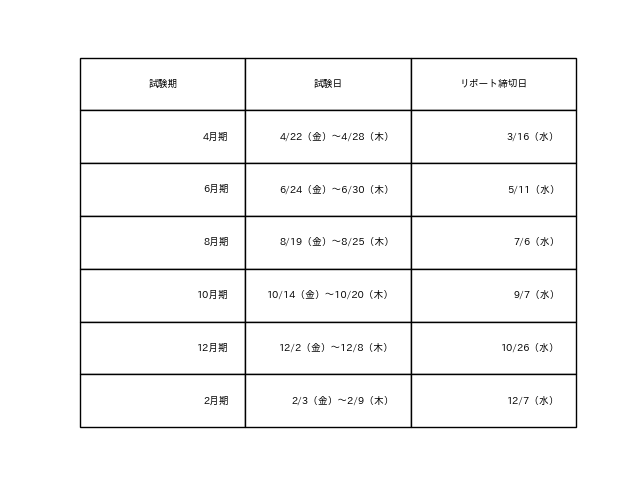 試験期 試験日 リポート締切日
4月期 4/22（金）～4/28（木） 3/16（水）
6月期 6/24（金）～6/30（木） 5/11（水）
8月期 8/19（金）～8/25（木） 7/6（水）
10月期 10/14（金）～10/20（木） 9/7（水）
12月期 12/2（金）～12/8（木） 10/26（水）
2月期 2/3（金）～2/9（木） 12/7（水）